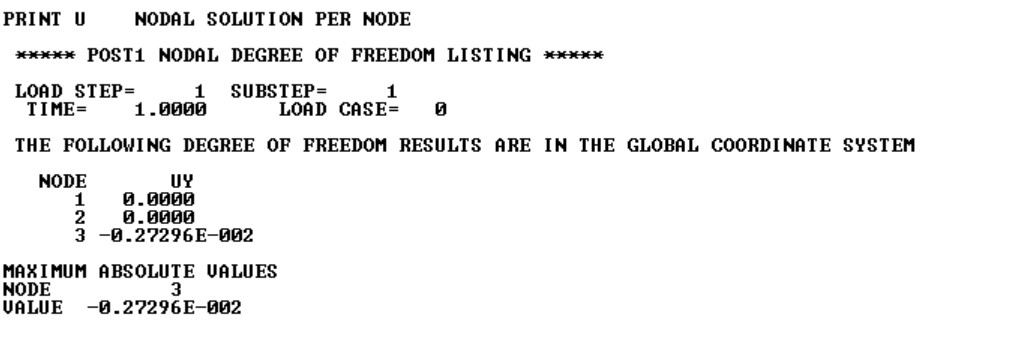 PRINT U    NODAL SOLUTION PER NODE
***** POST1 NODAL DEGREE OF FREEDOM LISTING *****
LOAD STEP=     1  SUBSTEP=     1
TIME=    1.0000      LOAD CASE=   0
THE FOLLOWING DEGREE OF FREEDOM RESULTS ARE IN THE GLOBAL COORDINATE SYSTEM
NODE       UY
1   0.0000
2   0.0000
3 -0.27296E-002
MAXIMUM ABSOLUTE VALUES
NODE          3
VALUE  -0.27296E-002